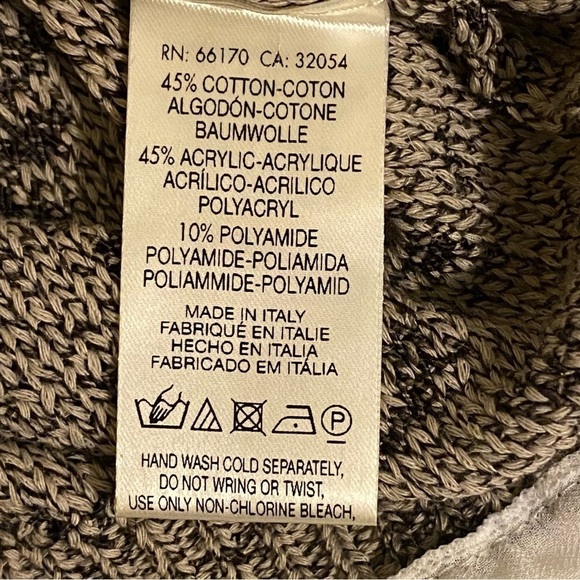 RN: 66170 CA: 32054
45% COTTON-COTON
ALGODÓN-COTONE
BAUMWOLLE
45% ACRYLIC-ACRYLIQUE
ACRÍLICO-ACRILICO
POLYACRYL
10% POLYAMIDE
POLYAMIDE-POLIAMIDA
POLIAMMIDE-POLYAMID
MADE IN ITALY
FABRIQUÉ EN ITALIE
HECHO EN ITALIA
FABRICADO EM ITÁLIA
P
HAND WASH COLD SEPARATELY,
DO NOT WRING OR TWIST,
USE ONLY NON-CHLORINE BLEACH,